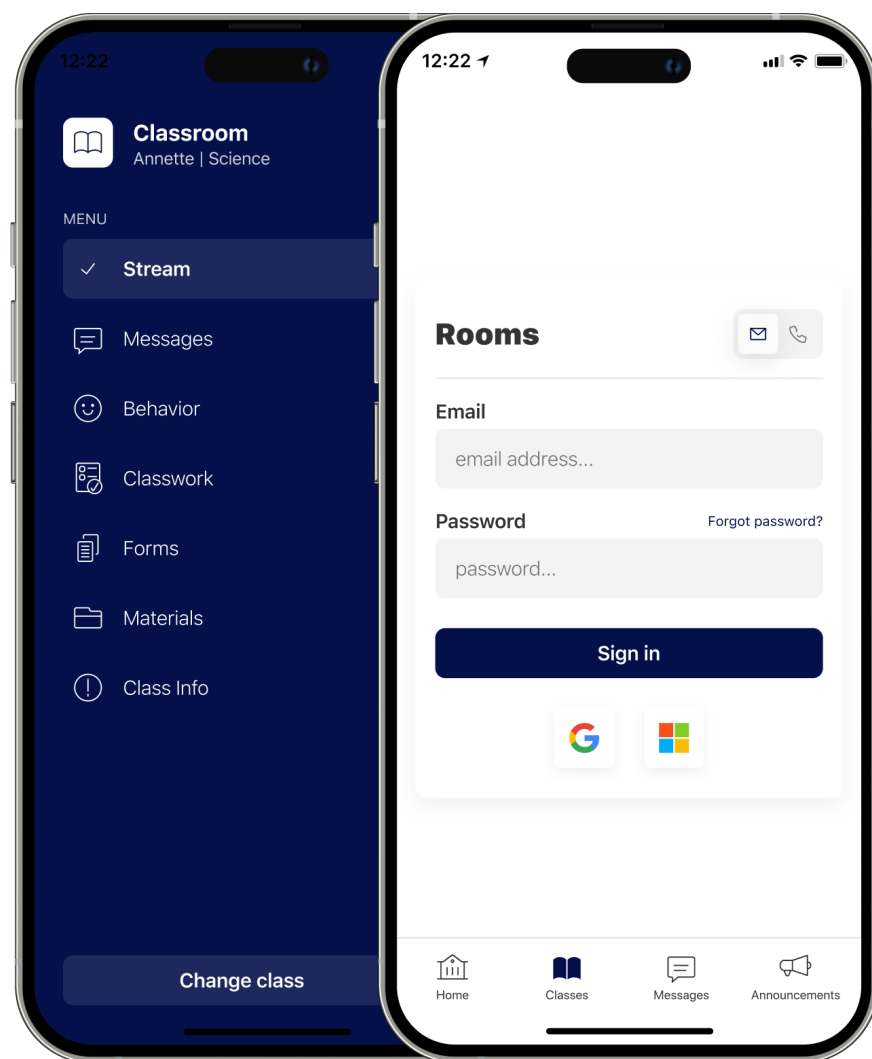 12:22
Classroom
Annette | Science
MENU
Stream
Messages
Behavior
Classwork
Forms
Materials
Class Info
Change class
12:22
Rooms
Email
email address...
Password
Forgot password?
password...
Sign in
Home
Classes
Messages
Announcements